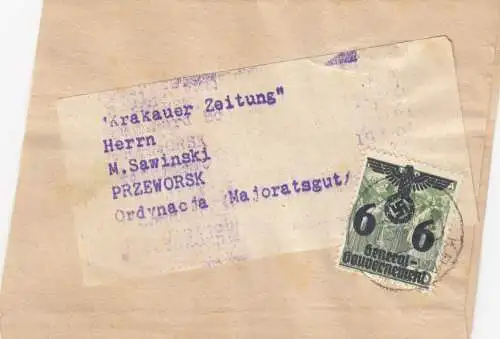 "Krakauer Zeitung"
Herrn
M.Sawinski
PRZEWORSK
Ordynacja (Majoratsgut)
6 6
General-
Gouvernement